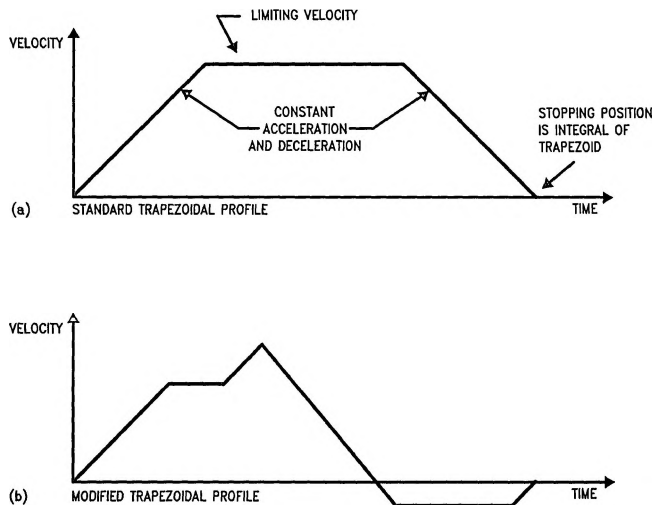 LIMITING VELOCITY
VELOCITY
CONSTANT
ACCELERATION
AND DECELERATION
STOPPING POSITION
IS INTEGRAL OF
TRAPEZOID
(a) STANDARD TRAPEZOIDAL PROFILE TIME
VELOCITY
(b) MODIFIED TRAPEZOIDAL PROFILE TIME